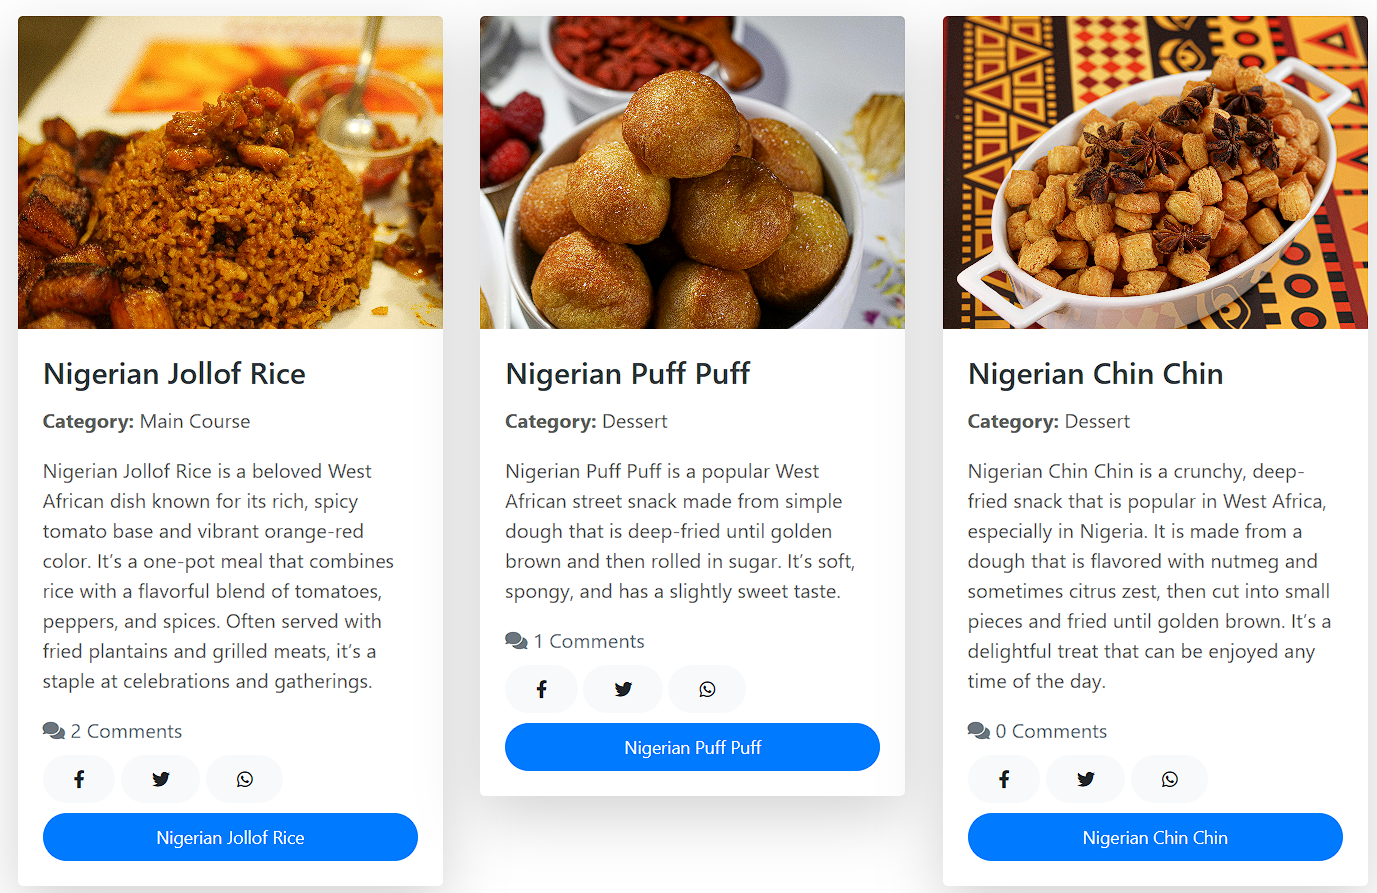 Nigerian Jollof Rice
Category: Main Course
Nigerian Jollof Rice is a beloved West
African dish known for its rich, spicy
tomato base and vibrant orange-red
color. It’s a one-pot meal that combines
rice with a flavorful blend of tomatoes,
peppers, and spices. Often served with
fried plantains and grilled meats, it’s a
staple at celebrations and gatherings.
2 Comments
Nigerian Jollof Rice
Nigerian Puff Puff
Category: Dessert
Nigerian Puff Puff is a popular West
African street snack made from simple
dough that is deep-fried until golden
brown and then rolled in sugar. It’s soft,
spongy, and has a slightly sweet taste.
1 Comments
Nigerian Puff Puff
Nigerian Chin Chin
Category: Dessert
Nigerian Chin Chin is a crunchy, deep-
fried snack that is popular in West Africa,
especially in Nigeria. It is made from a
dough that is flavored with nutmeg and
sometimes citrus zest, then cut into small
pieces and fried until golden brown. It’s a
delightful treat that can be enjoyed any
time of the day.
0 Comments
Nigerian Chin Chin